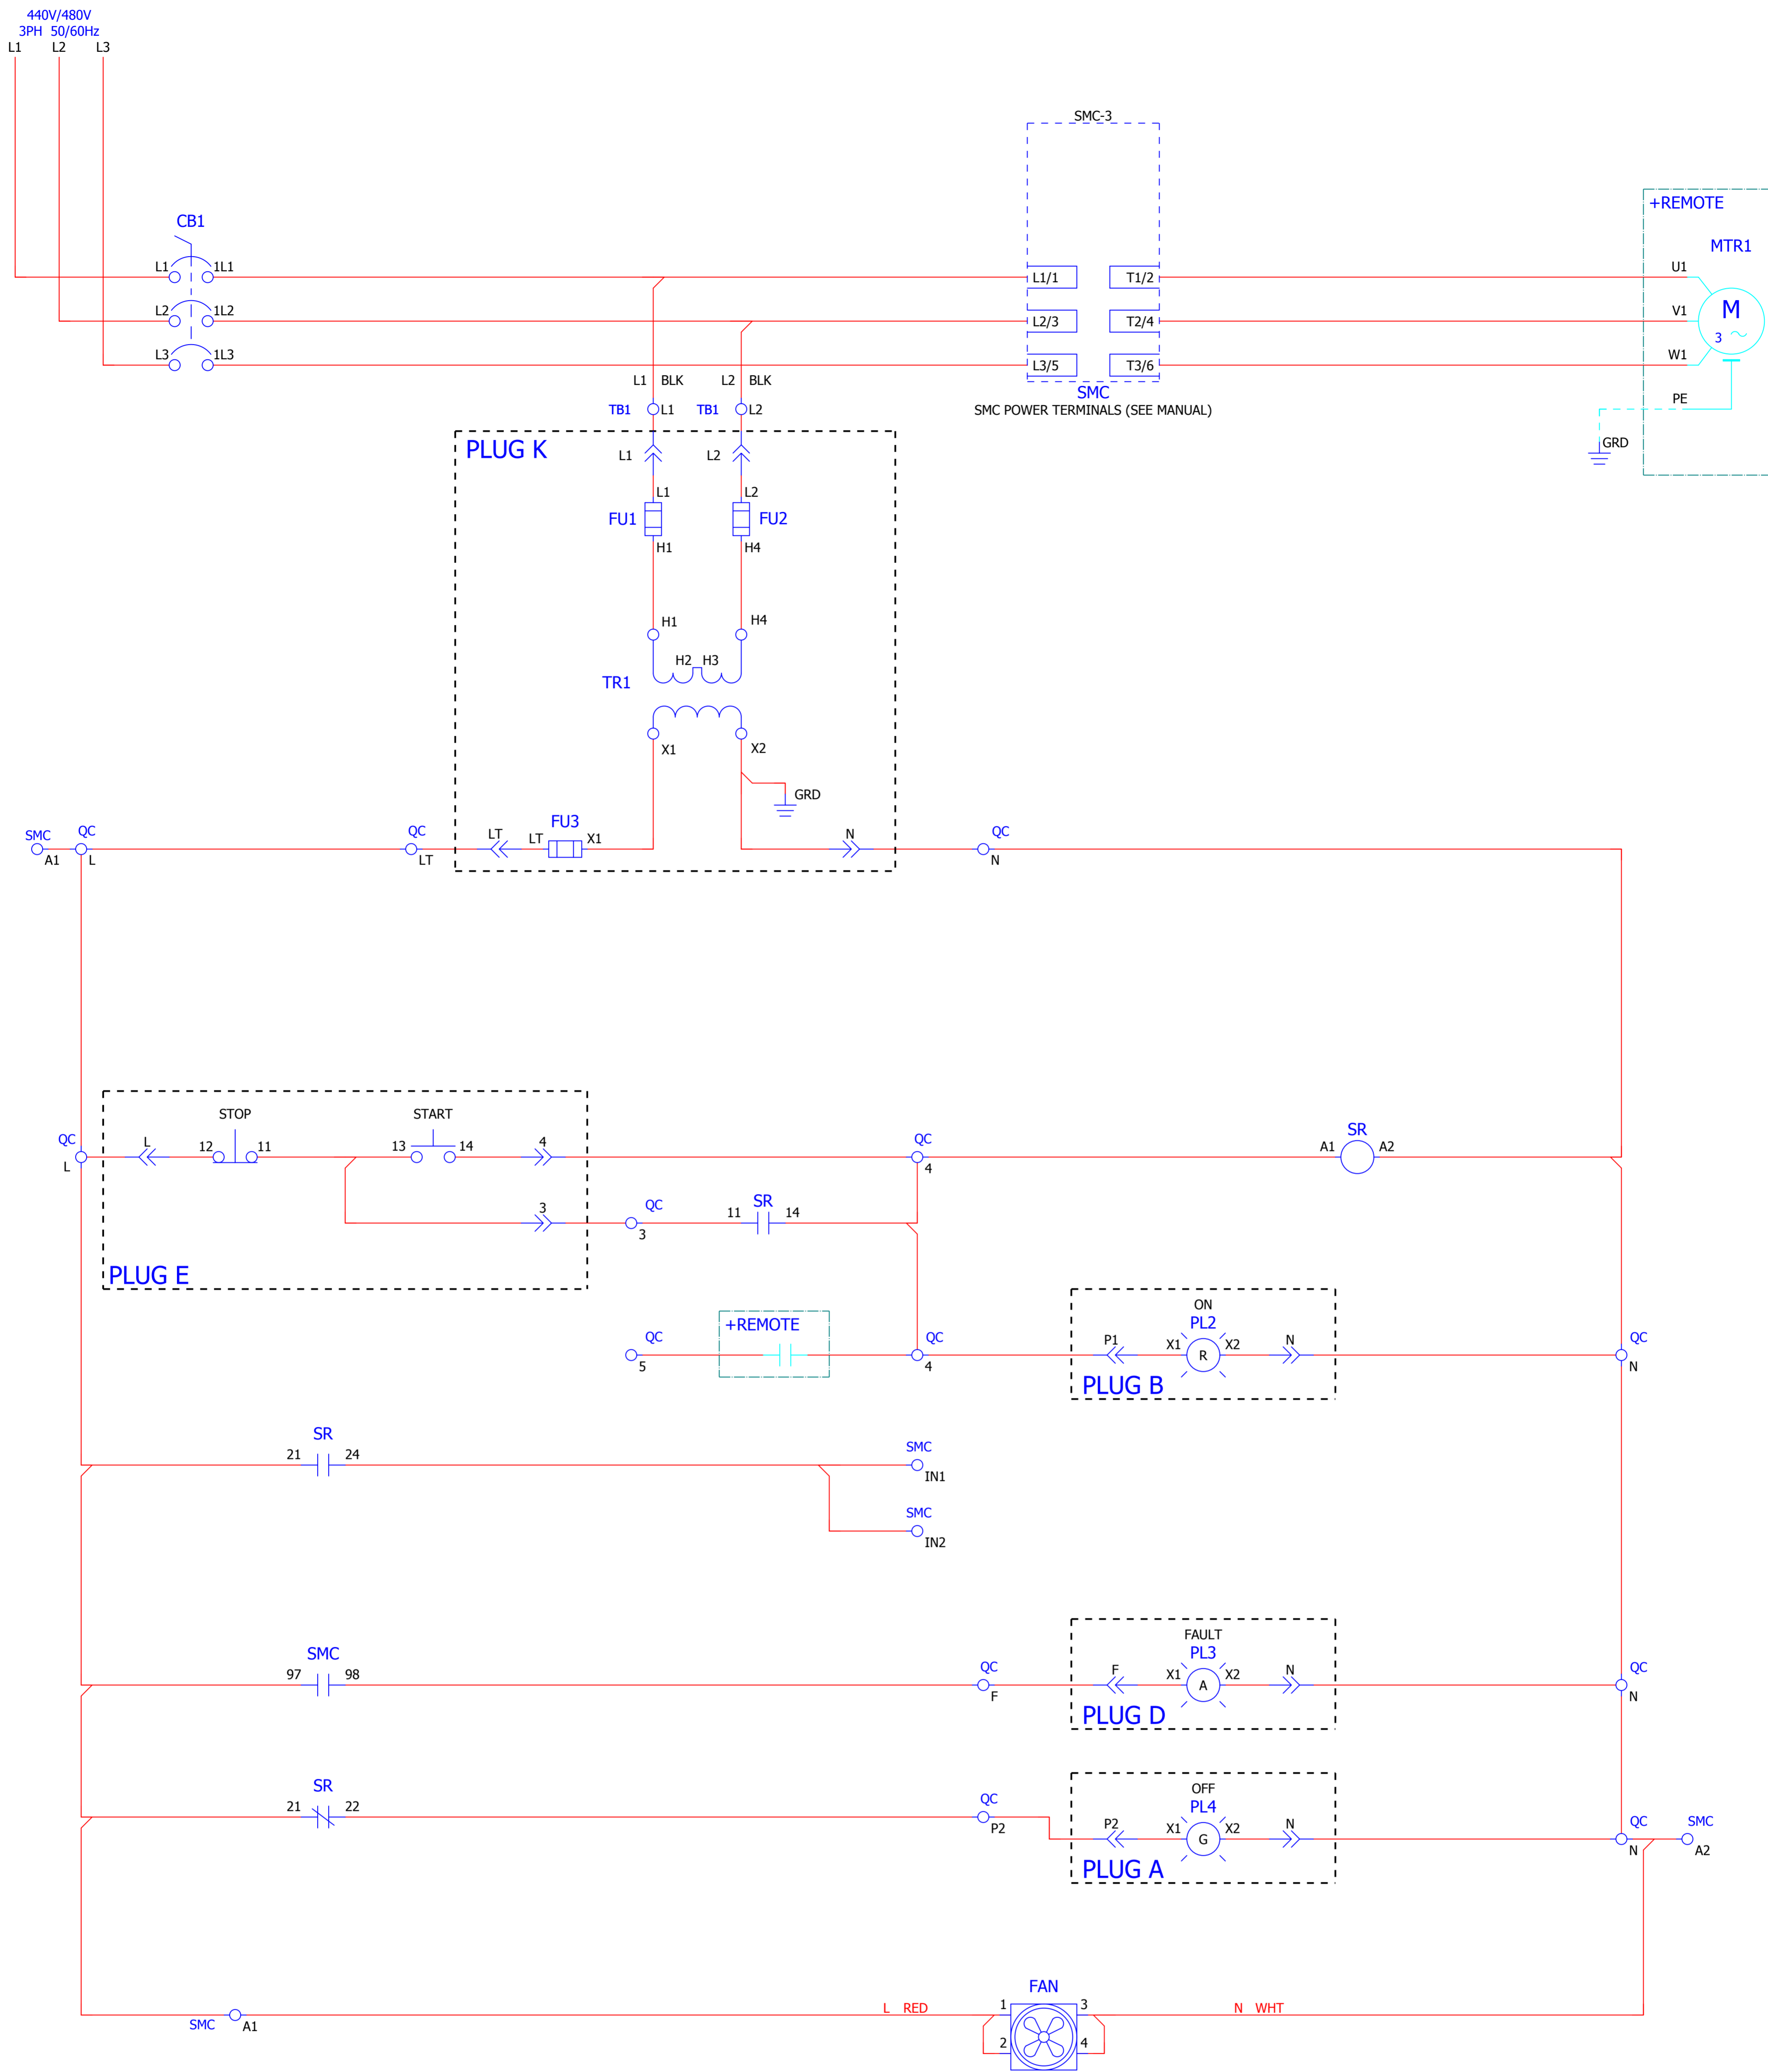 440V/480V
3PH 50/60Hz
L1 L2 L3
SMC-3
+REMOTE
CB1
MTR1
L1 1L1 L1/1 T1/2 U1
L2 1L2 L2/3 T2/4 V1
M
3
L3 1L3 L3/5 T3/6 W1
L1 BLK L2 BLK
SMC
PE
TB1 L1 TB1 L2
SMC POWER TERMINALS (SEE MANUAL)
GRD
PLUG K
L1 L2
L1 L2
FU1 FU2
H1 H4
H1 H4
H2 H3
TR1
X1 X2
GRD
FU3
SMC QC QC LT LT X1 N QC
A1 L LT N
STOP START
QC L 12 11 13 14 4 QC SR
A1 A2
L 4
3 QC 11 SR 14
3
PLUG E
ON
+REMOTE PL2
QC QC P1 X1 R X2 N QC
5 4 N
PLUG B
SR SMC
21 24
IN1
SMC
IN2
FAULT
SMC PL3
97 98 QC F X1 A X2 N QC
F N
PLUG D
SR OFF
PL4
21 22 QC P2 X1 G X2 N QC SMC
P2 N A2
PLUG A
FAN
L RED 1 3 N WHT
SMC A1
2 4